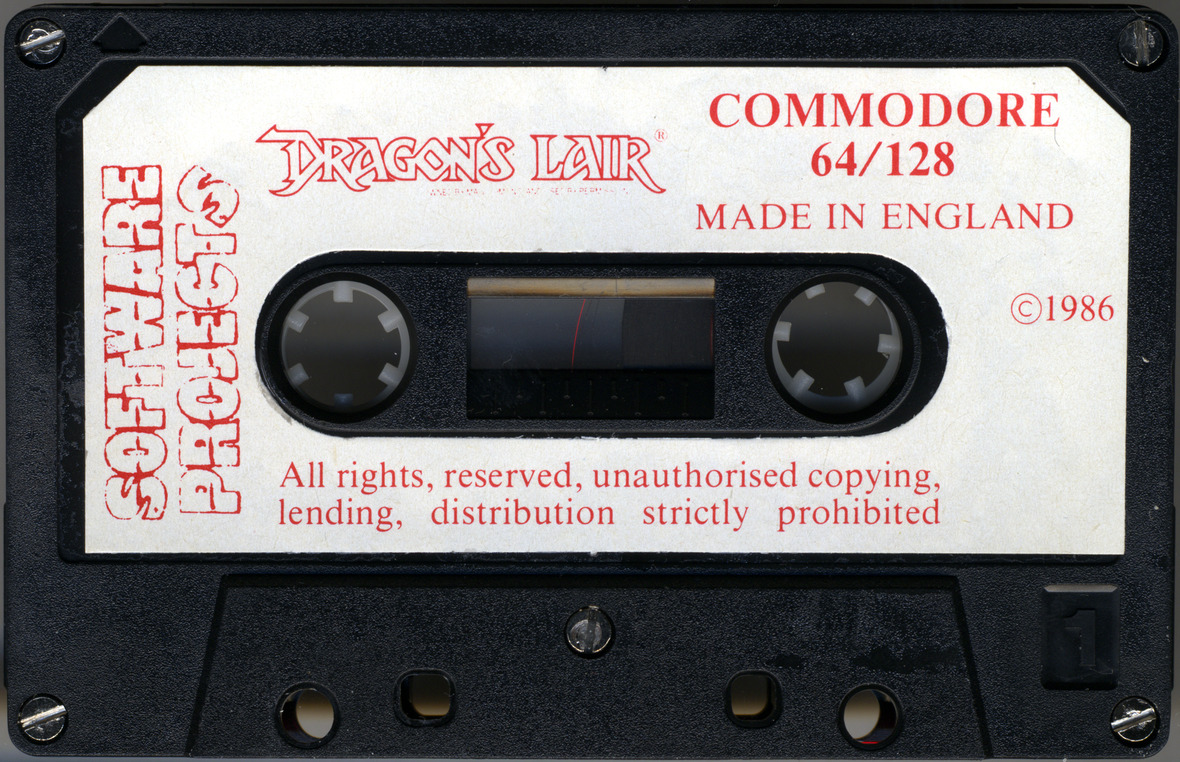 SOFTWARE
PROJECTS
DRAGON'S LAIR®
COMMODORE
64/128
MADE IN ENGLAND
©1986
All rights, reserved, unauthorised copying,
lending, distribution strictly prohibited
1